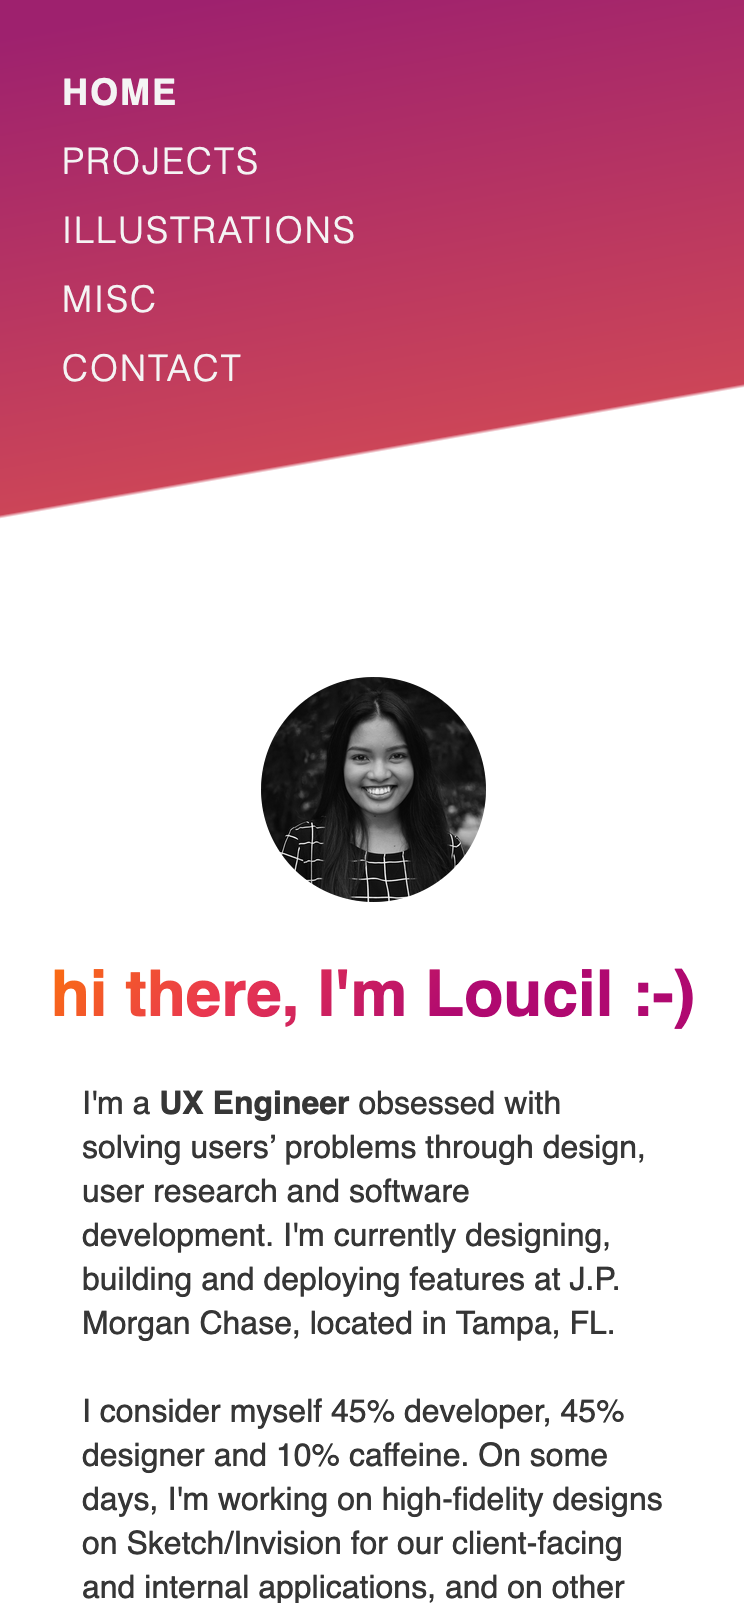 HOME
PROJECTS
ILLUSTRATIONS
MISC
CONTACT
hi there, I'm Loucil :-)
I'm a UX Engineer obsessed with
solving users’ problems through design,
user research and software
development. I'm currently designing,
building and deploying features at J.P.
Morgan Chase, located in Tampa, FL.
I consider myself 45% developer, 45%
designer and 10% caffeine. On some
days, I'm working on high-fidelity designs
on Sketch/Invision for our client-facing
and internal applications, and on other